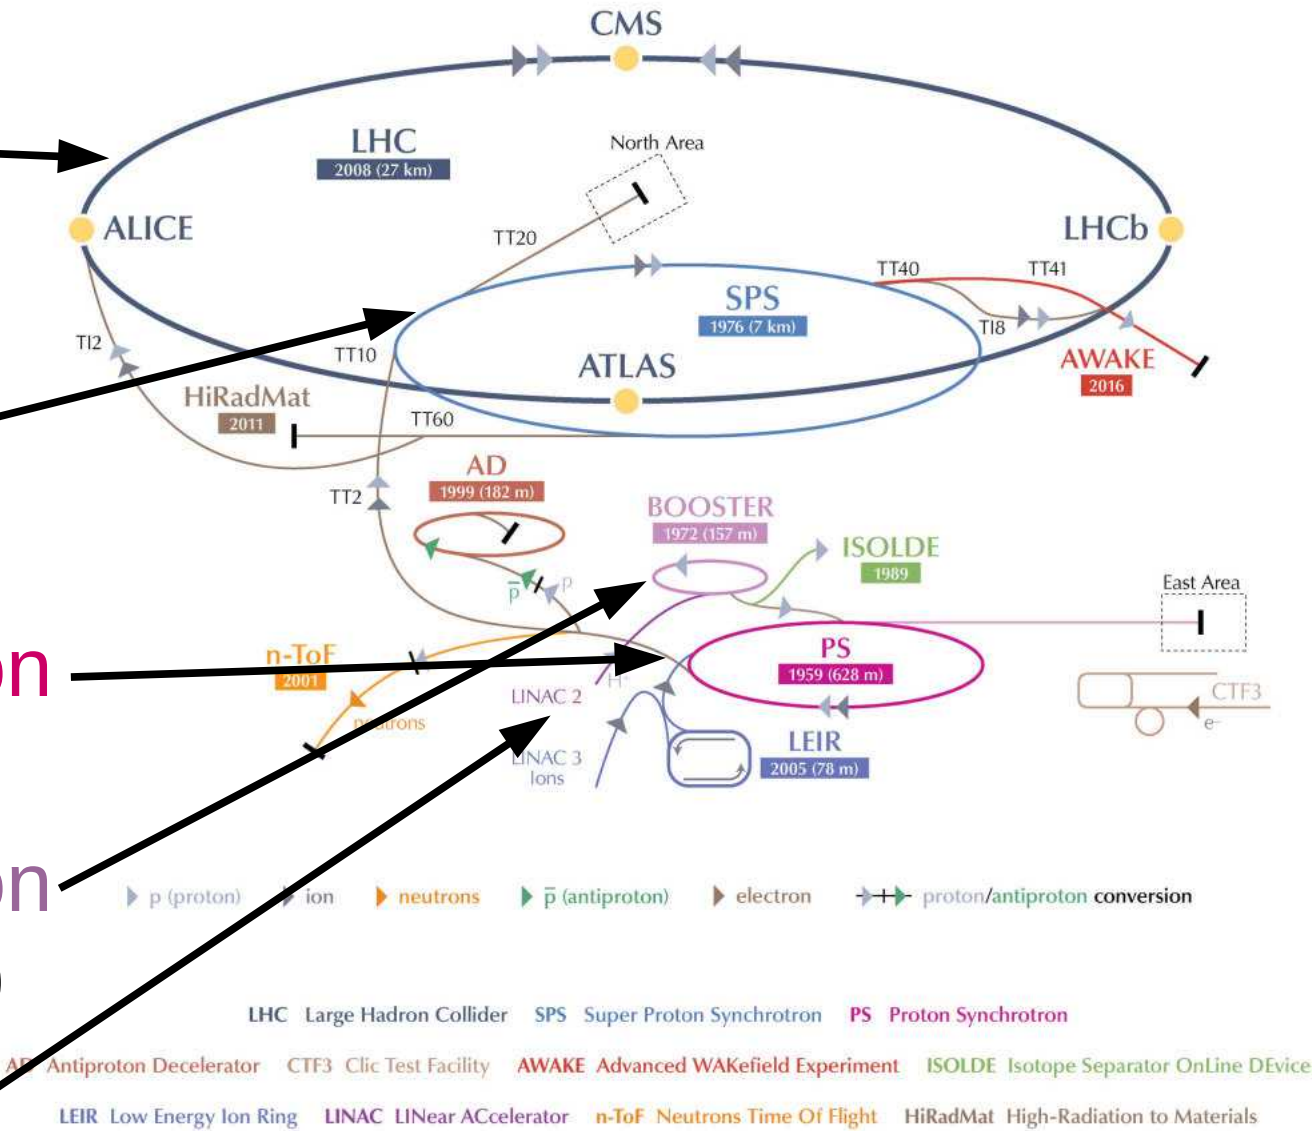 CMS
LHC
2008 (27 km)
North Area
ALICE
TT20
LHCb
TT40
TT41
SPS
1976 (7 km)
TI8
TI2
TT10
ATLAS
AWAKE
2016
HiRadMat
2011
TT60
AD
1999 (182 m)
TT2
BOOSTER
1972 (157 m)
ISOLDE
1989
p̅
p
East Area
on
n-ToF
2001
PS
1959 (628 m)
H⁺
LINAC 2
neutrons
CTF3
e⁻
LEIR
2005 (78 m)
LINAC 3
Ions
on
p (proton) ion neutrons p̅ (antiproton) electron proton/antiproton conversion
)
LHC Large Hadron Collider SPS Super Proton Synchrotron PS Proton Synchrotron
AD Antiproton Decelerator CTF3 Clic Test Facility AWAKE Advanced WAKefield Experiment ISOLDE Isotope Separator OnLine DEvice
LEIR Low Energy Ion Ring LINAC LINear ACcelerator n-ToF Neutrons Time Of Flight HiRadMat High-Radiation to Materials